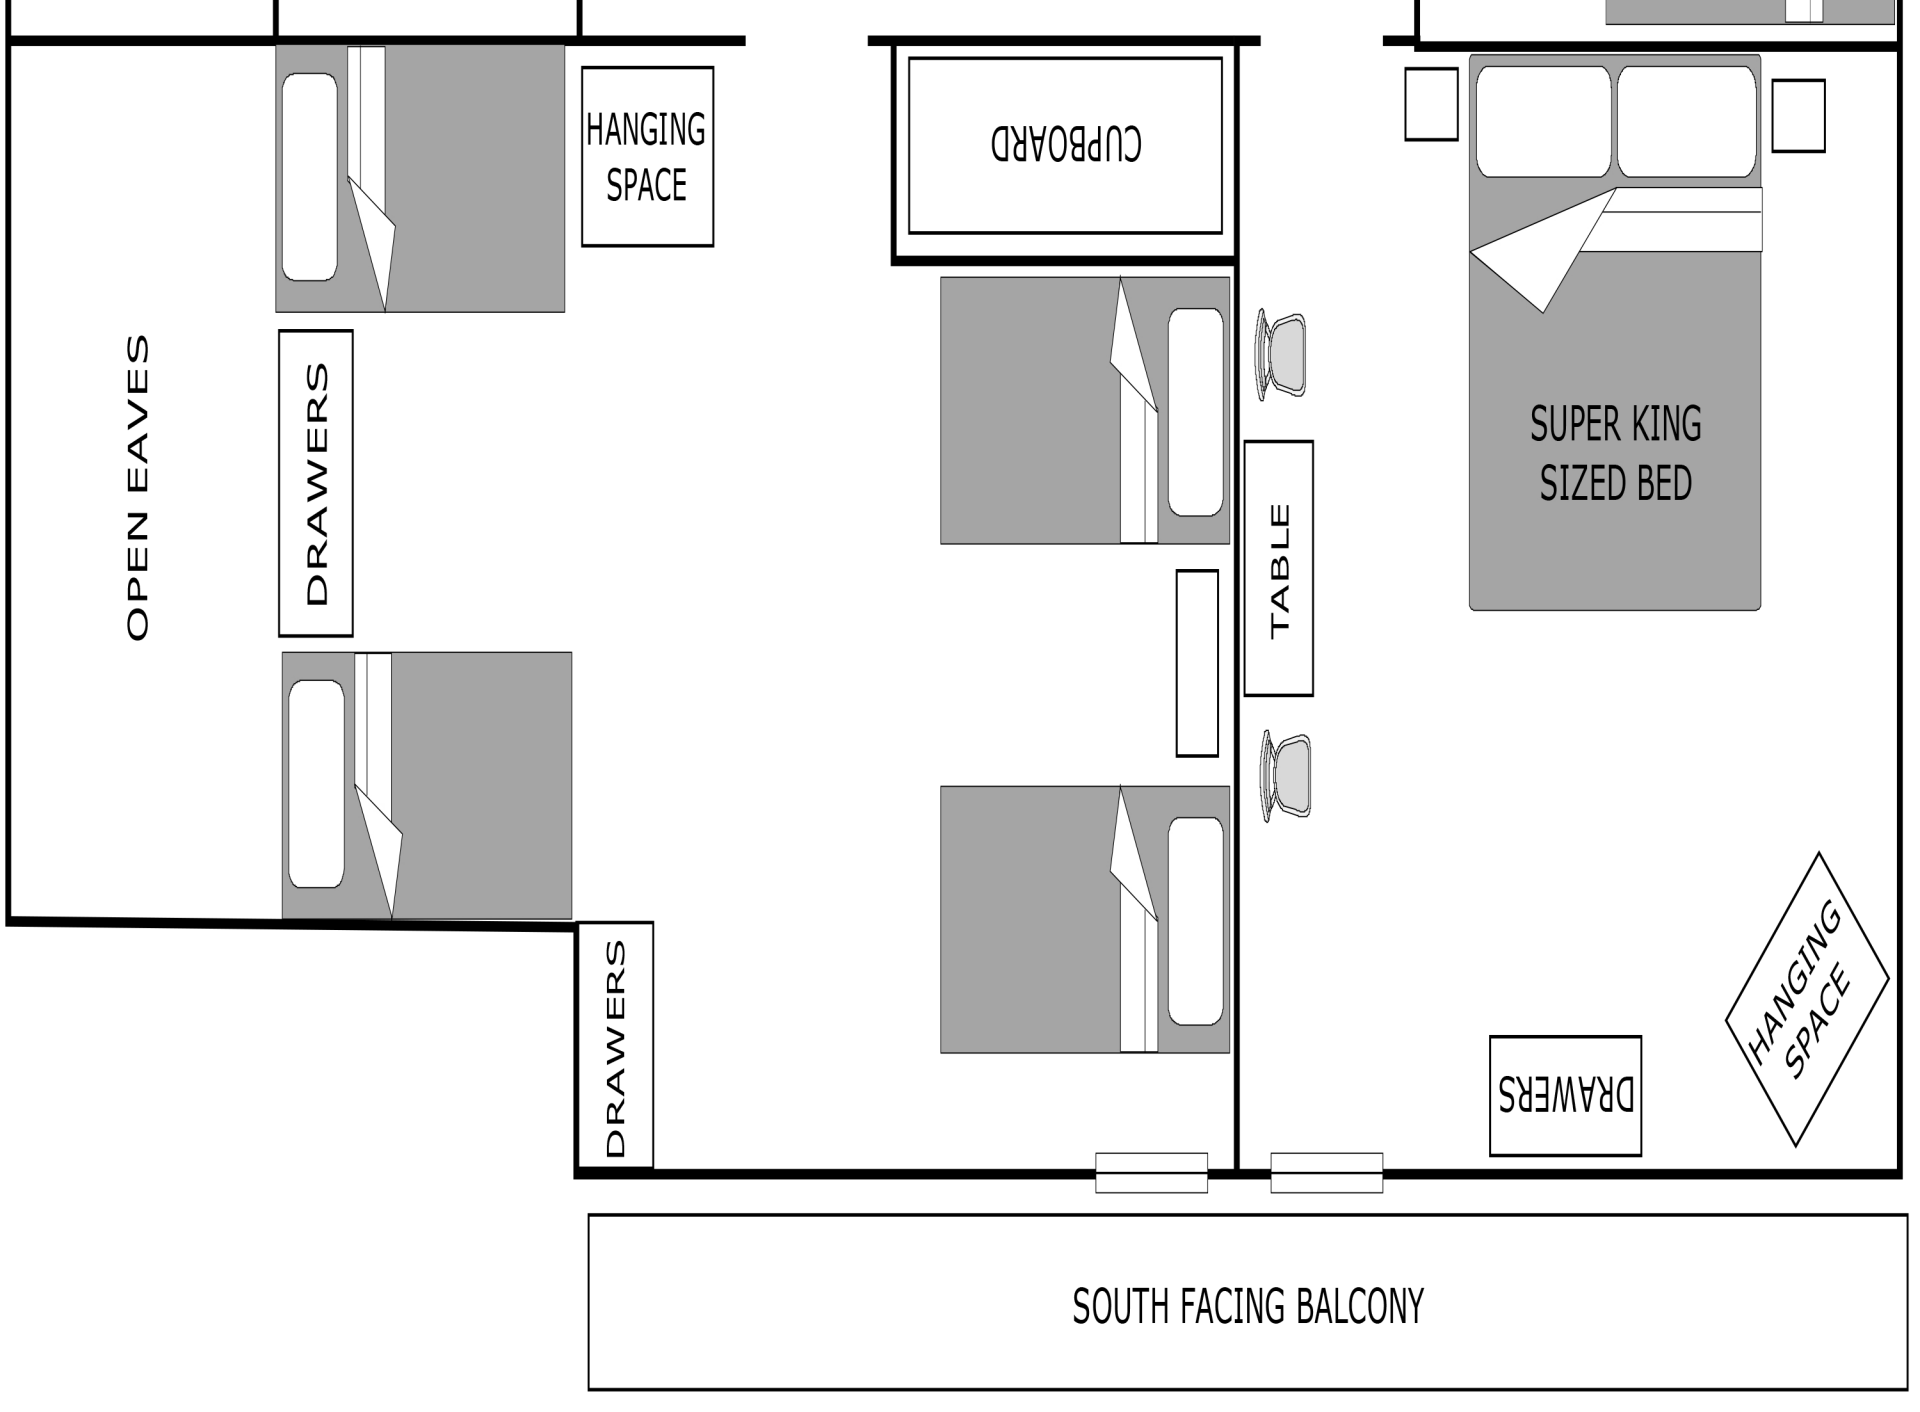 HANGING
SPACE
CUPBOARD
OPEN EAVES
DRAWERS
SUPER KING
SIZED BED
TABLE
DRAWERS
HANGING
SPACE
DRAWERS
SOUTH FACING BALCONY